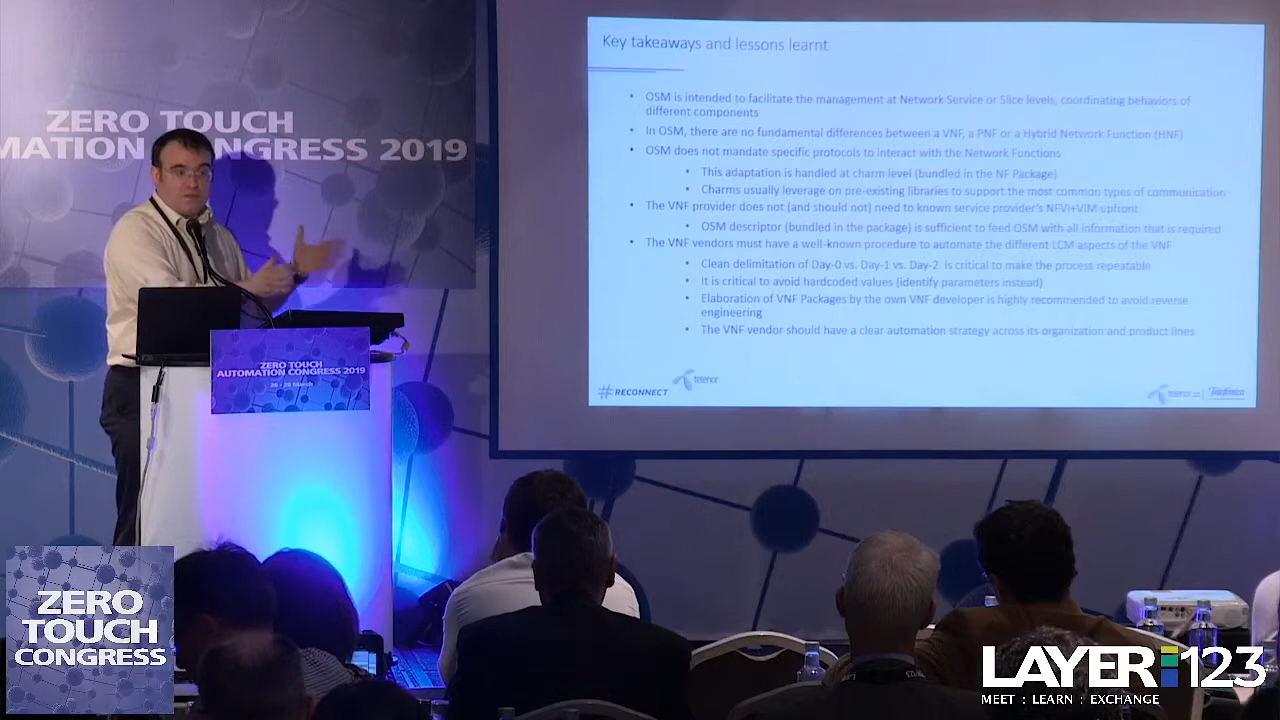 ZERO TOUCH
MATION CONGRESS 2019
Key takeaways and lessons learnt
• OSM is intended to facilitate the management at Network Service or Slice levels, coordinating behaviors of
different components
• In OSM, there are no fundamental differences between a VNF, a PNF or a Hybrid Network Function (HNF)
• OSM does not mandate specific protocols to interact with the Network Functions
• This adaptation is handled at charm level (bundled in the NF Package)
• Charms usually leverage on pre-existing libraries to support the most common types of communication
• The VNF provider does not (and should not) need to known service provider's NFVI+VIM upfront
• OSM descriptor (bundled in the package) is sufficient to feed OSM with all information that is required
• The VNF vendors must have a well-known procedure to automate the different LCM aspects of the VNF
• Clean delimitation of Day-0 vs. Day-1 vs. Day-2 is critical to make the process repeatable
• It is critical to avoid hardcoded values (identify parameters instead)
• Elaboration of VNF Packages by the own VNF developer is highly recommended to avoid reverse
engineering
• The VNF vendor should have a clear automation strategy across its organization and product lines
#RECONNECT
telenor
telenor
Telefónica
ZERO TOUCH
AUTOMATION CONGRESS 2019
26 - 28 March
ZERO
TOUCH
CONGRESS
LAYER 123
MEET : LEARN : EXCHANGE